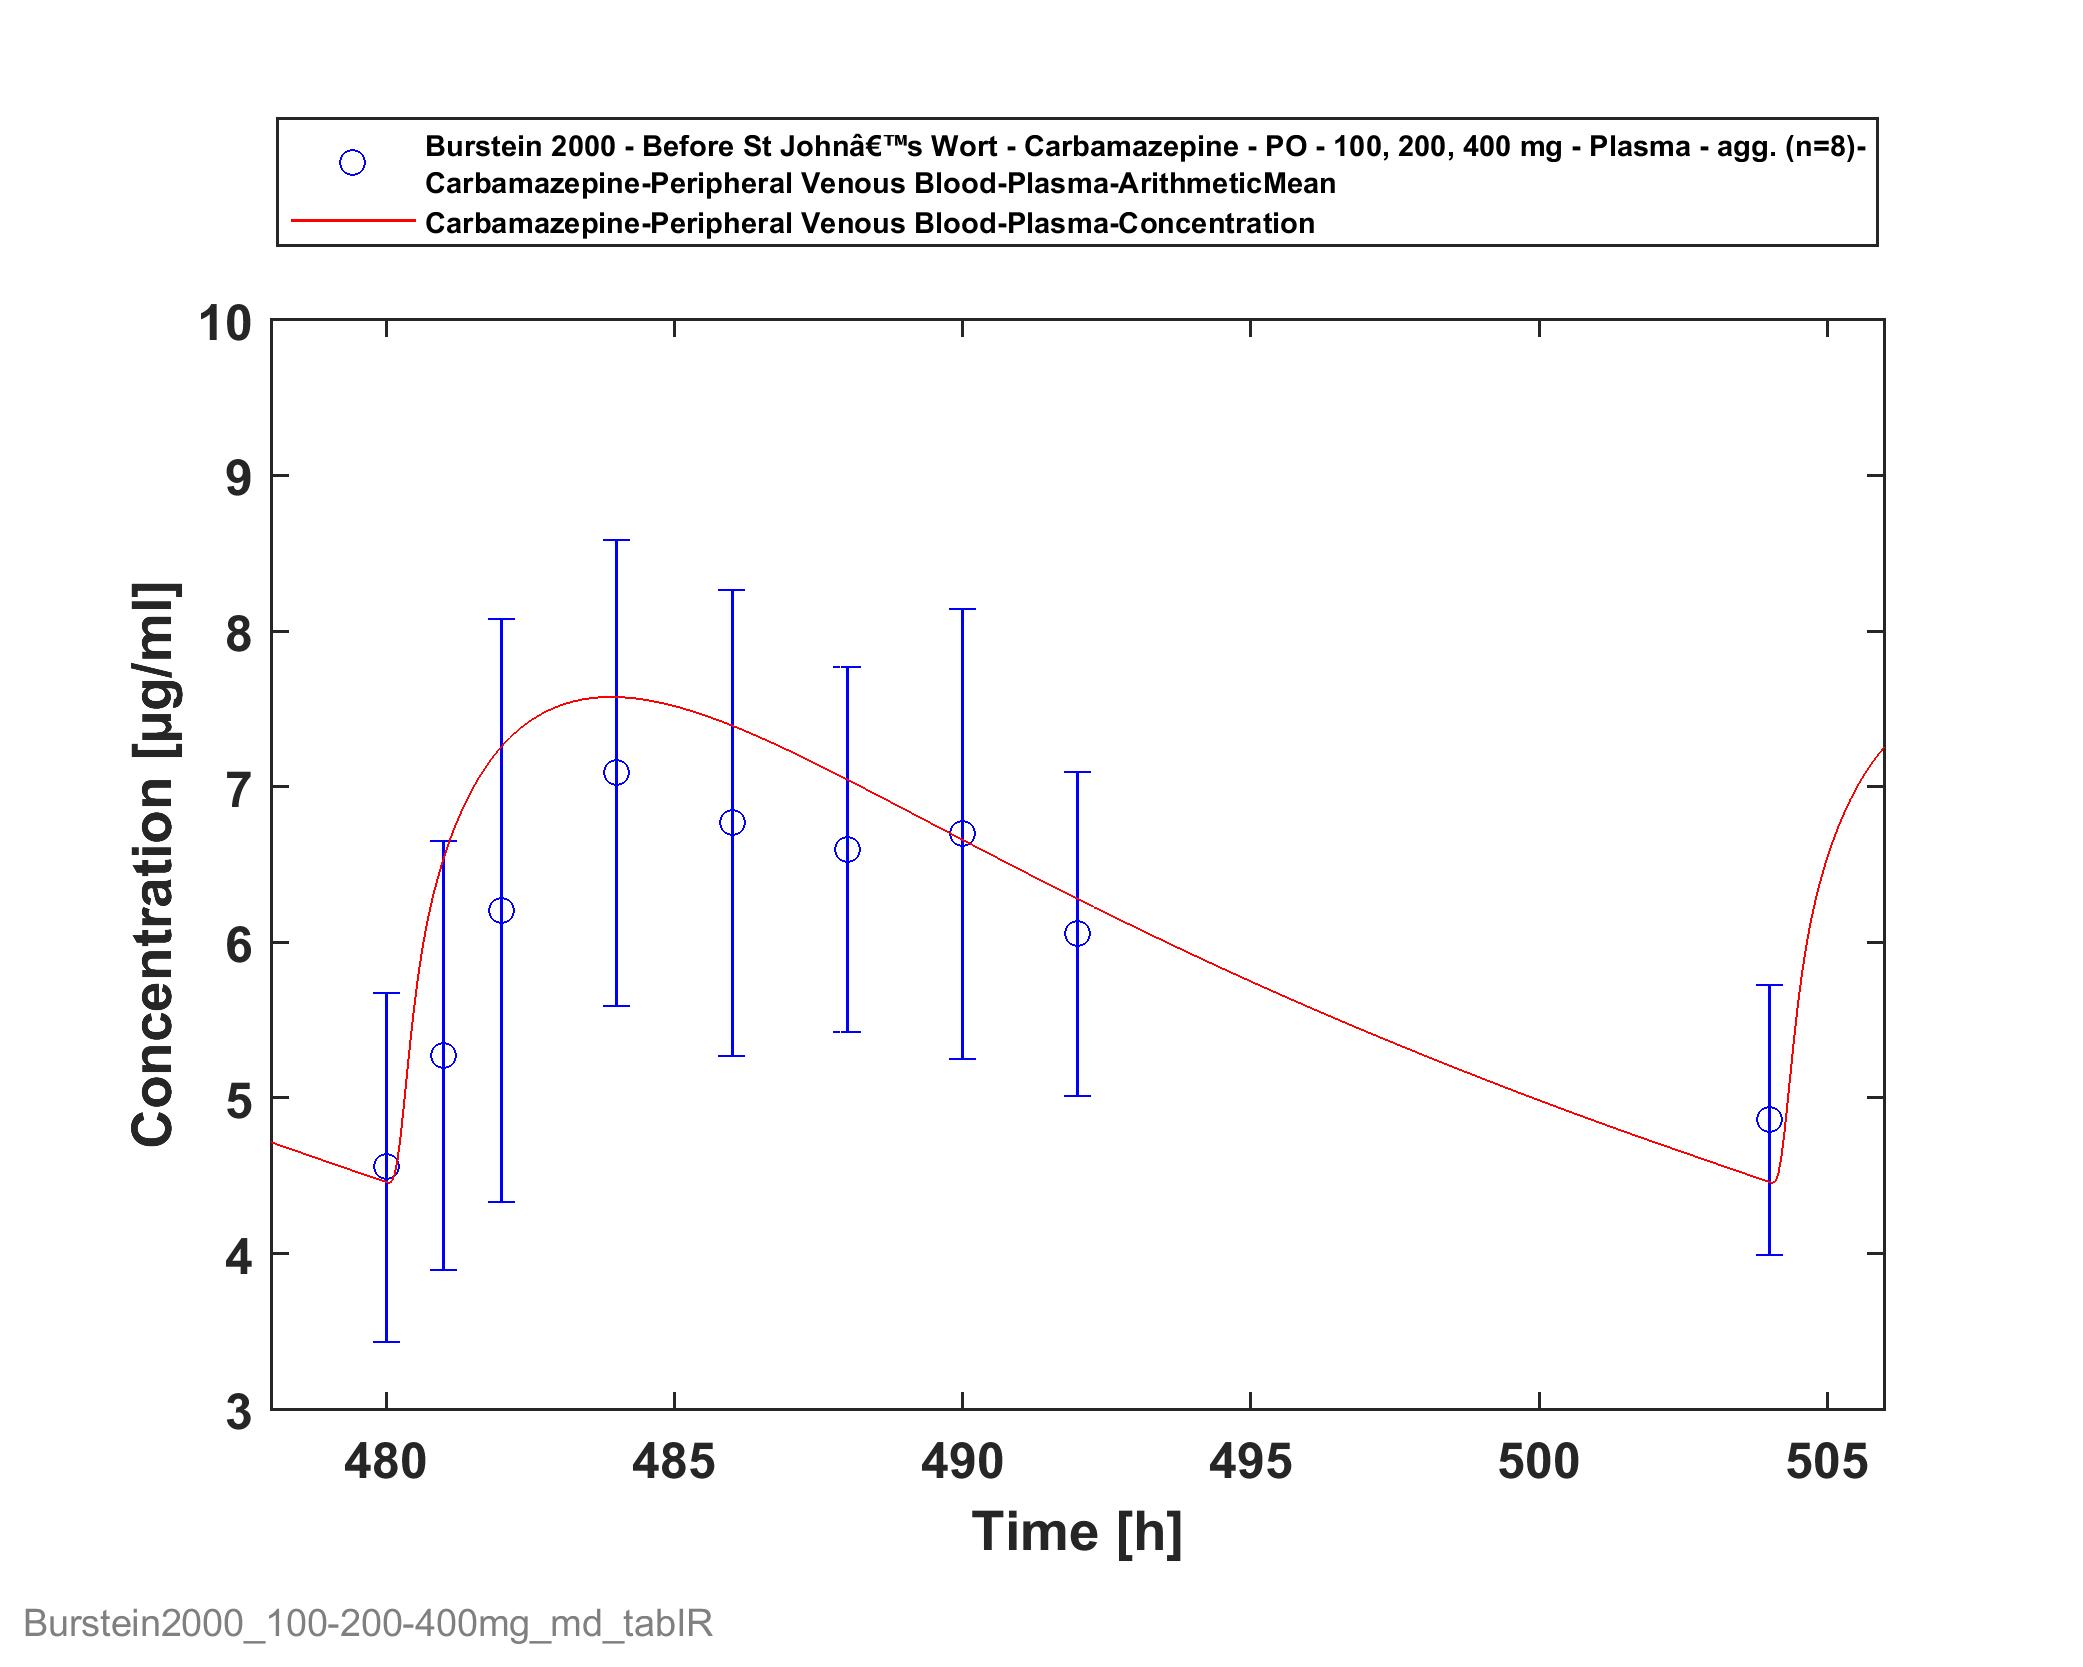 Burstein 2000 - Before St Johnâ€™s Wort - Carbamazepine - PO - 100, 200, 400 mg - Plasma - agg. (n=8)-
Carbamazepine-Peripheral Venous Blood-Plasma-ArithmeticMean
Carbamazepine-Peripheral Venous Blood-Plasma-Concentration
10
9
8
7
6
5
4
3
Concentration [µg/ml]
480 485 490 495 500 505
Time [h]
Burstein2000_100-200-400mg_md_tablR